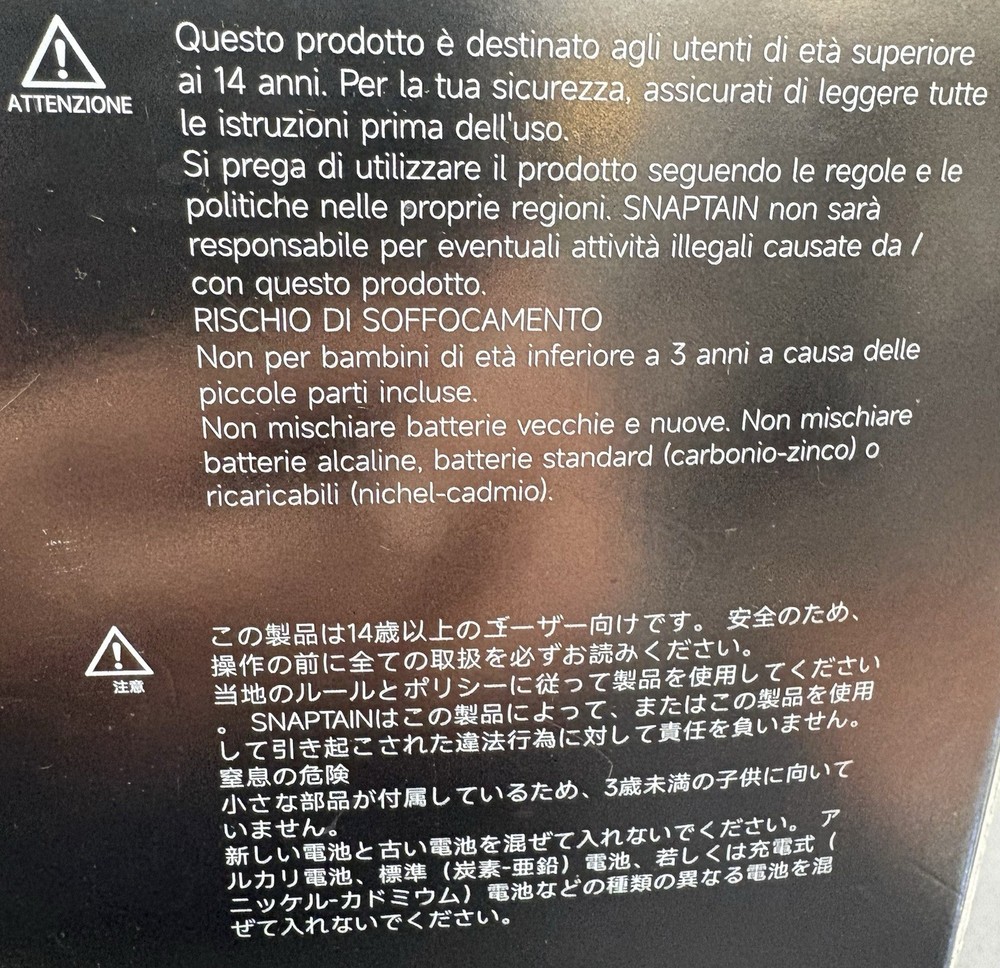 ATTENZIONE
Questo prodotto è destinato agli utenti di età superiore
ai 14 anni. Per la tua sicurezza, assicurati di leggere tutte
le istruzioni prima dell'uso.
Si prega di utilizzare il prodotto seguendo le regole e le
politiche nelle proprie regioni. SNAPTAIN non sarà
responsabile per eventuali attività illegali causate da /
con questo prodotto.
RISCHIO DI SOFFOCAMENTO
Non per bambini di età inferiore a 3 anni a causa delle
piccole parti incluse.
Non mischiare batterie vecchie e nuove. Non mischiare
batterie alcaline, batterie standard (carbonio-zinco) o
ricaricabili (nichel-cadmio).
注意
この製品は14歳以上のユーザー向けです。 安全のため、
操作の前に全ての取扱を必ずお読みください。
当地のルールとポリシーに従って製品を使用してください
。 SNAPTAINはこの製品によって、またはこの製品を使用
して引き起こされた違法行為に対して責任を負いません。
窒息の危険
小さな部品が付属しているため、3歳未満の子供に向いて
いません。
新しい電池と古い電池を混ぜて入れないでください。 ア
ルカリ電池、標準（炭素-亜鉛）電池、若しくは充電式（
ニッケル-カドミウム）電池などの種類の異なる電池を混
ぜて入れないでください。